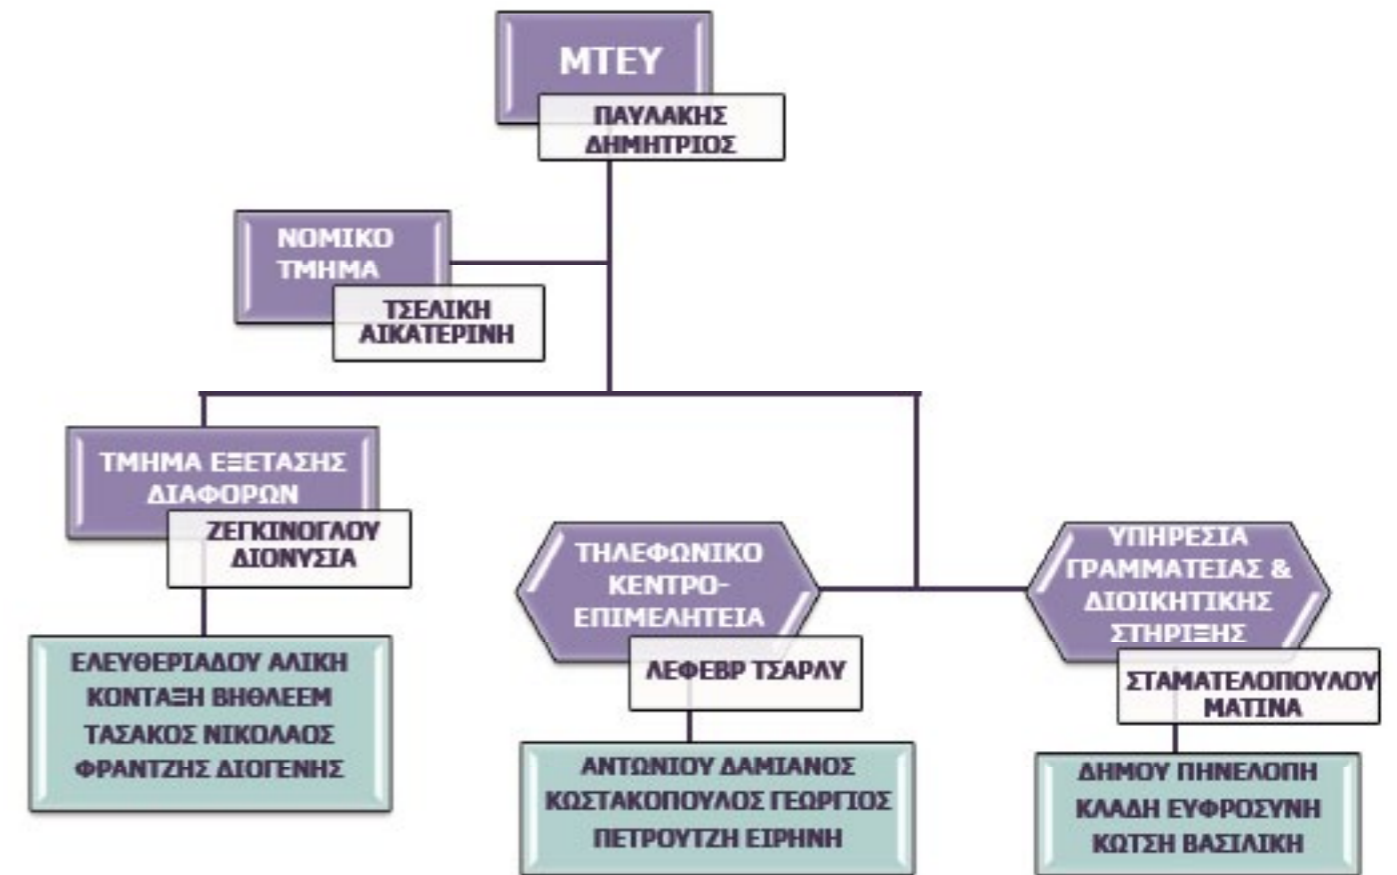 ΜΤΕΥ
ΠΑΥΛΑΚΗΣ
ΔΗΜΗΤΡΙΟΣ
ΝΟΜΙΚΟ
ΤΜΗΜΑ
ΤΣΕΛΙΚΗ
ΑΙΚΑΤΕΡΙΝΗ
ΤΜΗΜΑ ΕΞΕΤΑΣΗΣ
ΔΙΑΦΟΡΩΝ
ΖΕΓΚΙΝΟΓΛΟΥ
ΔΙΟΝΥΣΙΑ
ΕΛΕΥΘΕΡΙΑΔΟΥ ΑΛΙΚΗ
ΚΟΝΤΑΞΗ ΒΗΘΛΕΕΜ
ΤΑΣΑΚΟΣ ΝΙΚΟΛΑΟΣ
ΦΡΑΝΤΖΗΣ ΔΙΟΓΕΝΗΣ
ΤΗΛΕΦΩΝΙΚΟ
ΚΕΝΤΡΟ-
ΕΠΙΜΕΛΗΤΕΙΑ
ΛΕΦΕΒΡ ΤΣΑΡΛΥ
ΑΝΤΩΝΙΟΥ ΔΑΜΙΑΝΟΣ
ΚΩΣΤΑΚΟΠΟΥΛΟΣ ΓΕΩΡΓΙΟΣ
ΠΕΤΡΟΥΤΖΗ ΕΙΡΗΝΗ
ΥΠΗΡΕΣΙΑ
ΓΡΑΜΜΑΤΕΙΑΣ &
ΔΙΟΙΚΗΤΙΚΗΣ
ΣΤΗΡΙΞΗΣ
ΣΤΑΜΑΤΕΛΟΠΟΥΛΟΥ
ΜΑΤΙΝΑ
ΔΗΜΟΥ ΠΗΝΕΛΟΠΗ
ΚΛΑΔΗ ΕΥΦΡΟΣΥΝΗ
ΚΩΤΣΗ ΒΑΣΙΛΙΚΗ